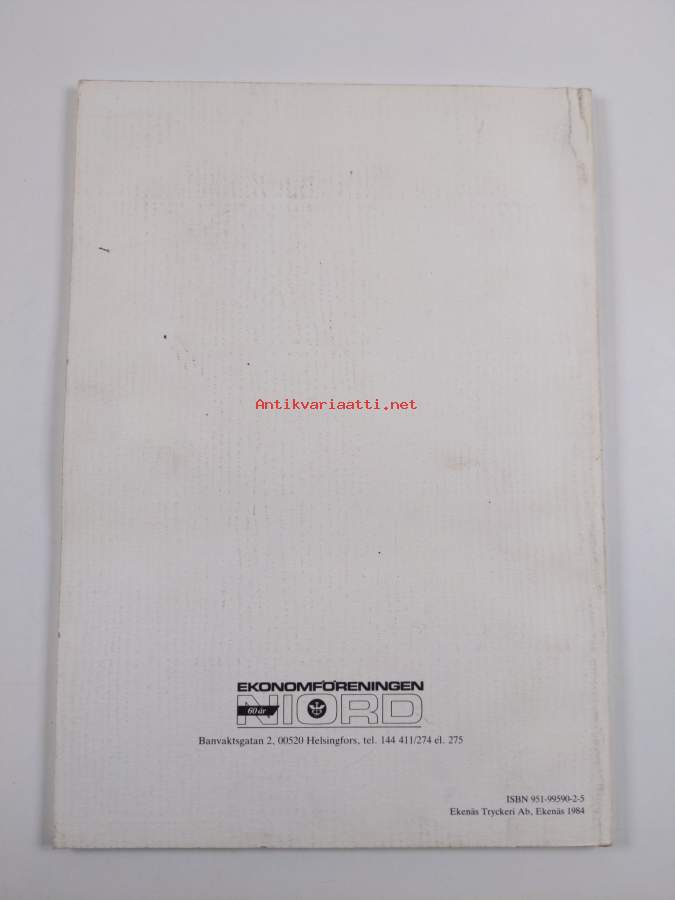 Antikvariaatti.net
EKONOMFÖRENINGEN
60 år NIORD
Banvaktsgatan 2, 00520 Helsingfors, tel. 144 411/274 el. 275
ISBN 951-99590-2-5
Ekenäs Tryckeri Ab, Ekenäs 1984